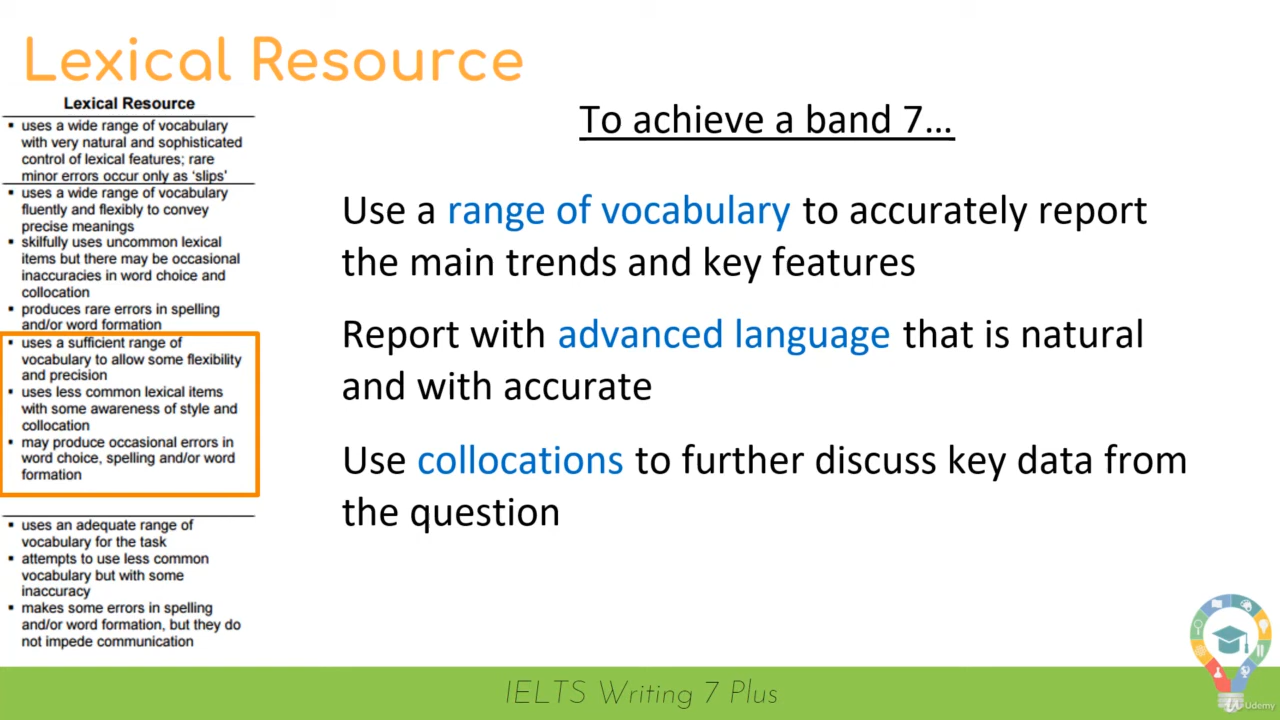 Lexical Resource
Lexical Resource
▪ uses a wide range of vocabulary
with very natural and sophisticated
control of lexical features; rare
minor errors occur only as ‘slips’
▪ uses a wide range of vocabulary
fluently and flexibly to convey
precise meanings
▪ skilfully uses uncommon lexical
items but there may be occasional
inaccuracies in word choice and
collocation
▪ produces rare errors in spelling
and/or word formation
▪ uses a sufficient range of
vocabulary to allow some flexibility
and precision
▪ uses less common lexical items
with some awareness of style and
collocation
▪ may produce occasional errors in
word choice, spelling and/or word
formation
▪ uses an adequate range of
vocabulary for the task
▪ attempts to use less common
vocabulary but with some
inaccuracy
▪ makes some errors in spelling
and/or word formation, but they do
not impede communication
To achieve a band 7...
Use a range of vocabulary to accurately report
the main trends and key features
Report with advanced language that is natural
and with accurate
Use collocations to further discuss key data from
the question
IELTS Writing 7 Plus
Udemy